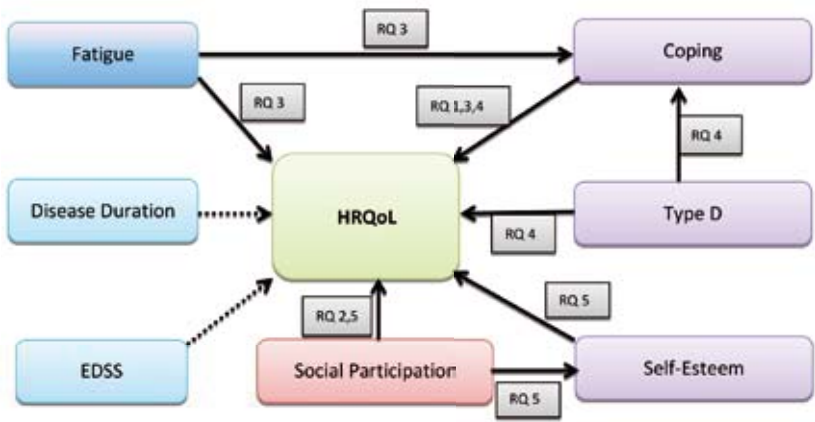 RQ 3
Fatigue
Coping
RQ 3
RQ 1,3,4
RQ 4
Disease Duration
HRQoL
Type D
RQ 4
RQ 2,5
RQ 5
EDSS
Social Participation
Self-Esteem
RQ 5